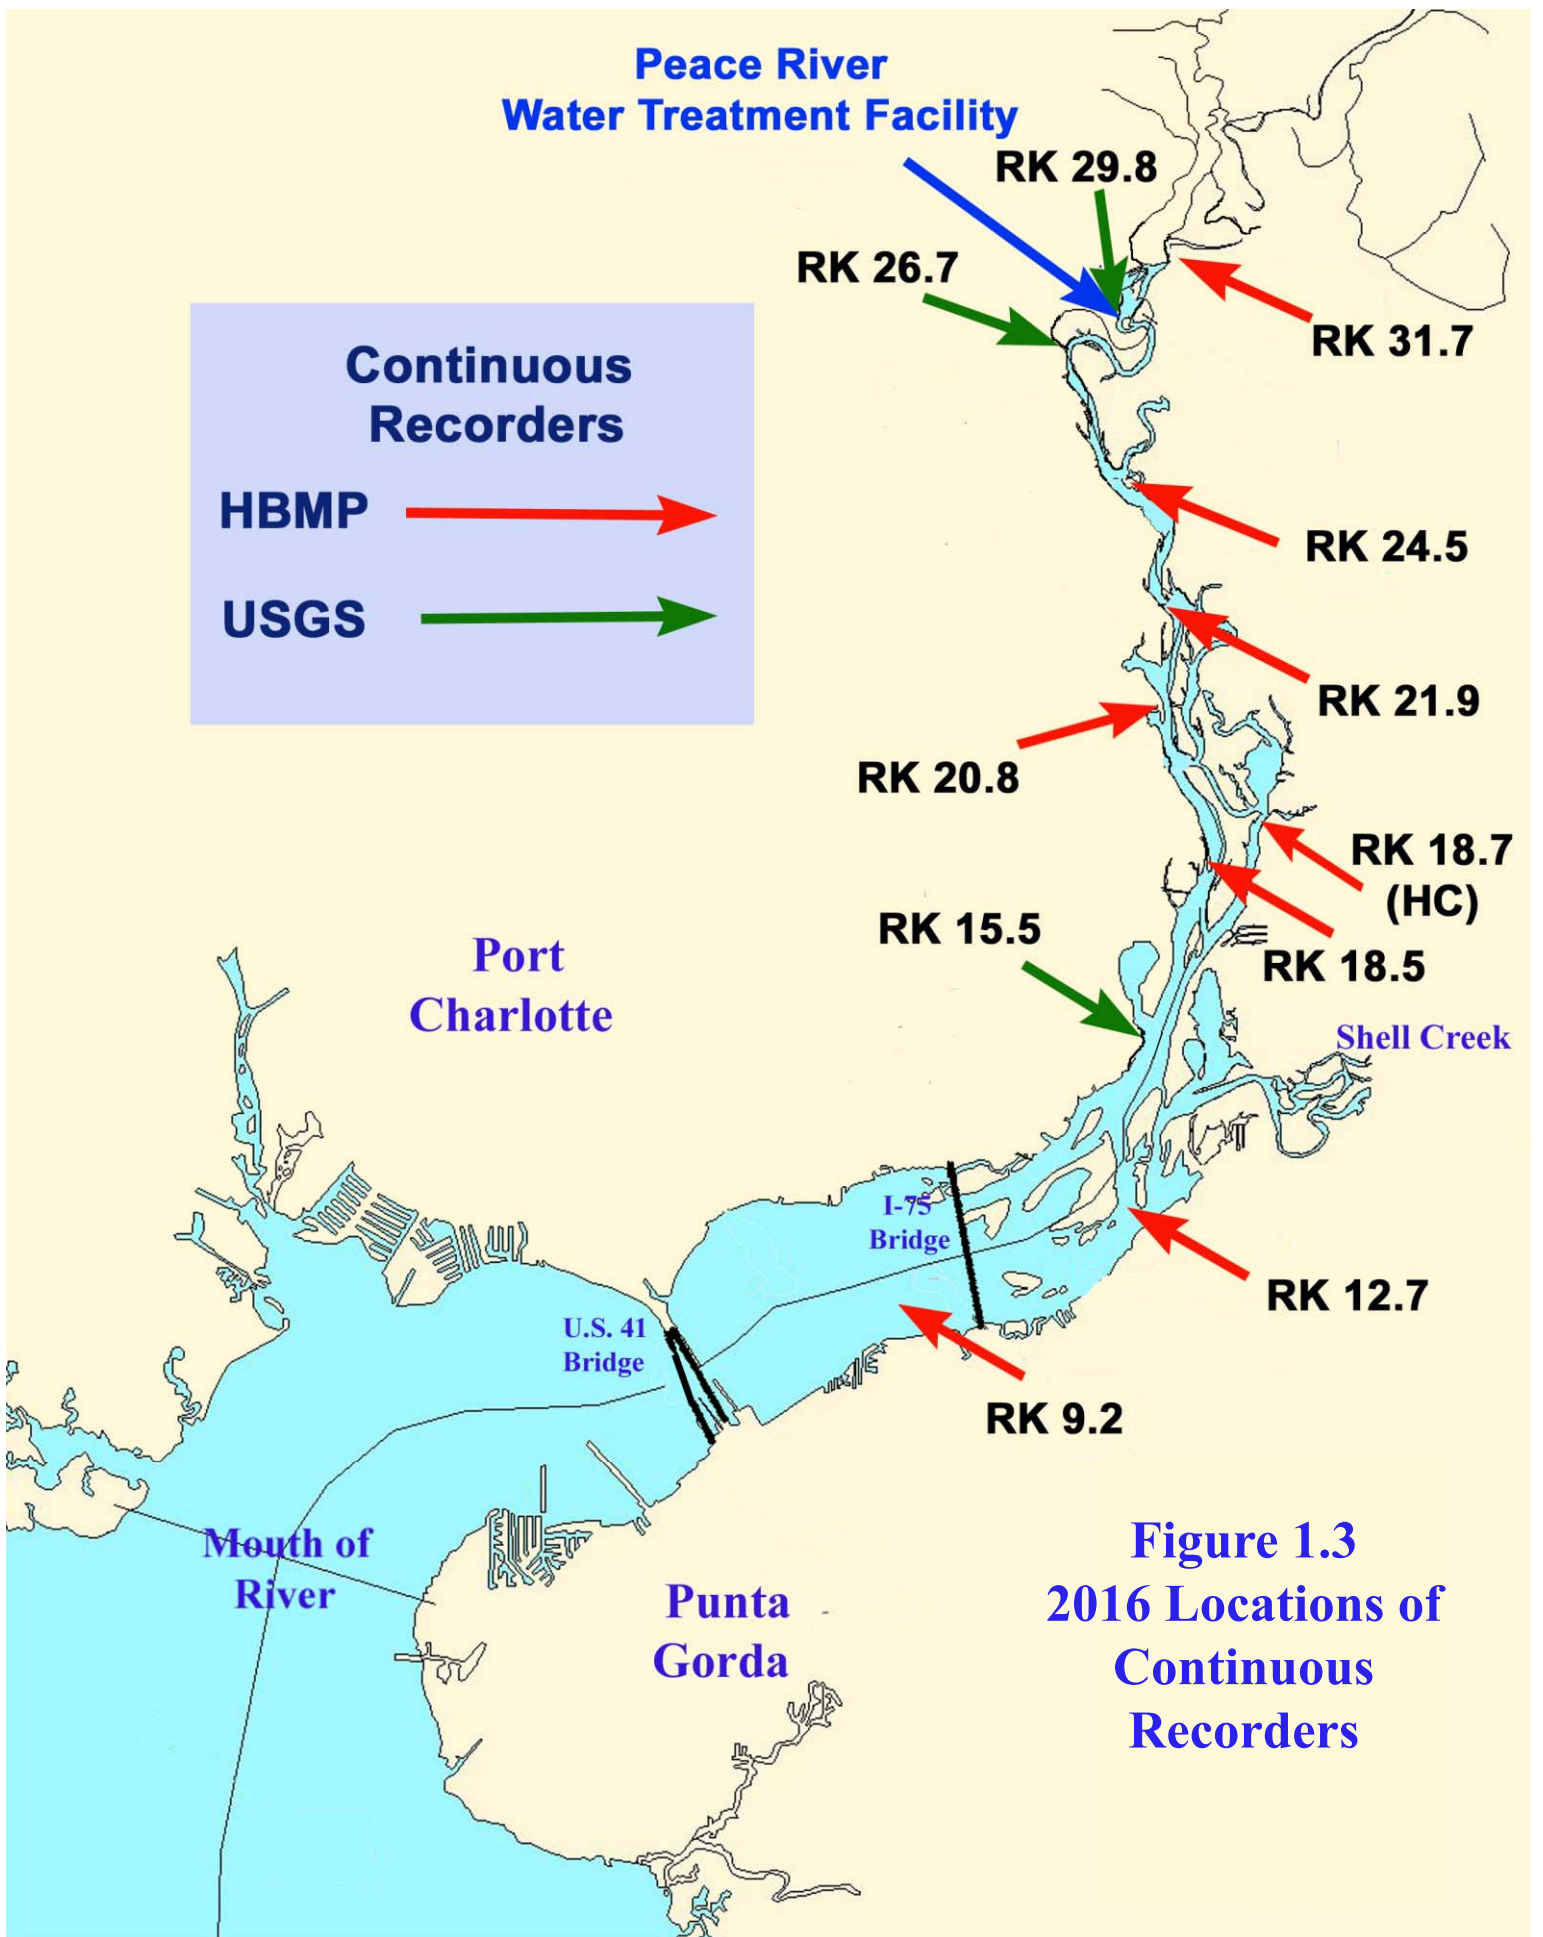 Peace River
Water Treatment Facility
RK 29.8
RK 26.7
RK 31.7
Continuous
Recorders
HBMP
USGS
RK 24.5
RK 21.9
RK 20.8
RK 18.7
(HC)
RK 15.5
RK 18.5
Port
Charlotte
Shell Creek
I-75
Bridge
RK 12.7
U.S. 41
Bridge
RK 9.2
Mouth of
River
Punta
Gorda
Figure 1.3
2016 Locations of
Continuous
Recorders